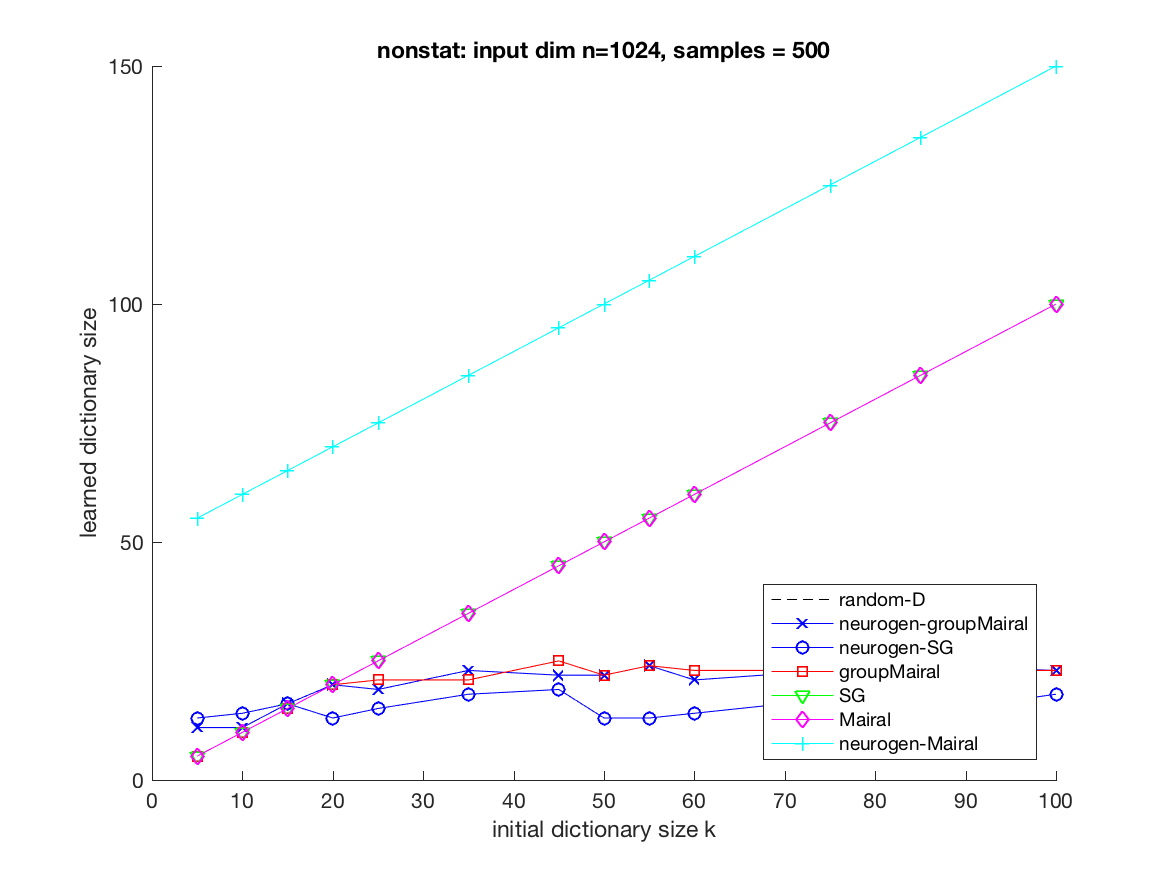 nonstat: input dim n=1024, samples = 500
150
100
50
0
learned dictionary size
0 10 20 30 40 50 60 70 80 90 100
initial dictionary size k
random-D
neurogen-groupMairal
neurogen-SG
groupMairal
SG
Mairal
neurogen-Mairal